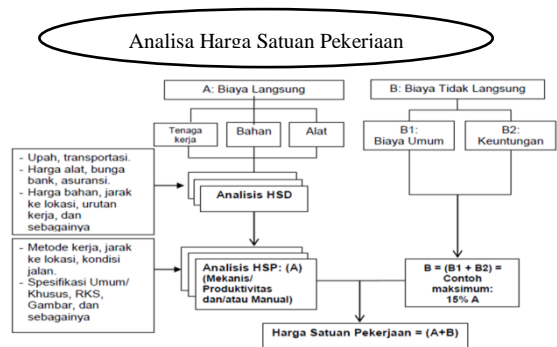 Analisa Harga Satuan Pekerjaan
A: Biaya Langsung
B: Biaya Tidak Langsung
Tenaga
kerja
Bahan
Alat
B1:
Biaya Umum
B2:
Keuntungan
- Upah, transportasi.
- Harga alat, bunga
bank, asuransi.
- Harga bahan, jarak
ke lokasi, urutan
kerja, dan
sebagainya
Analisis HSD
- Metode kerja, jarak
ke lokasi, kondisi
jalan.
- Spesifikasi Umum/
Khusus, RKS,
Gambar, dan
sebagainya
Analisis HSP: (A)
(Mekanis/
Produktivitas
dan/atau Manual)
B = (B1 + B2) =
Contoh
maksimum:
15% A
Harga Satuan Pekerjaan = (A+B)